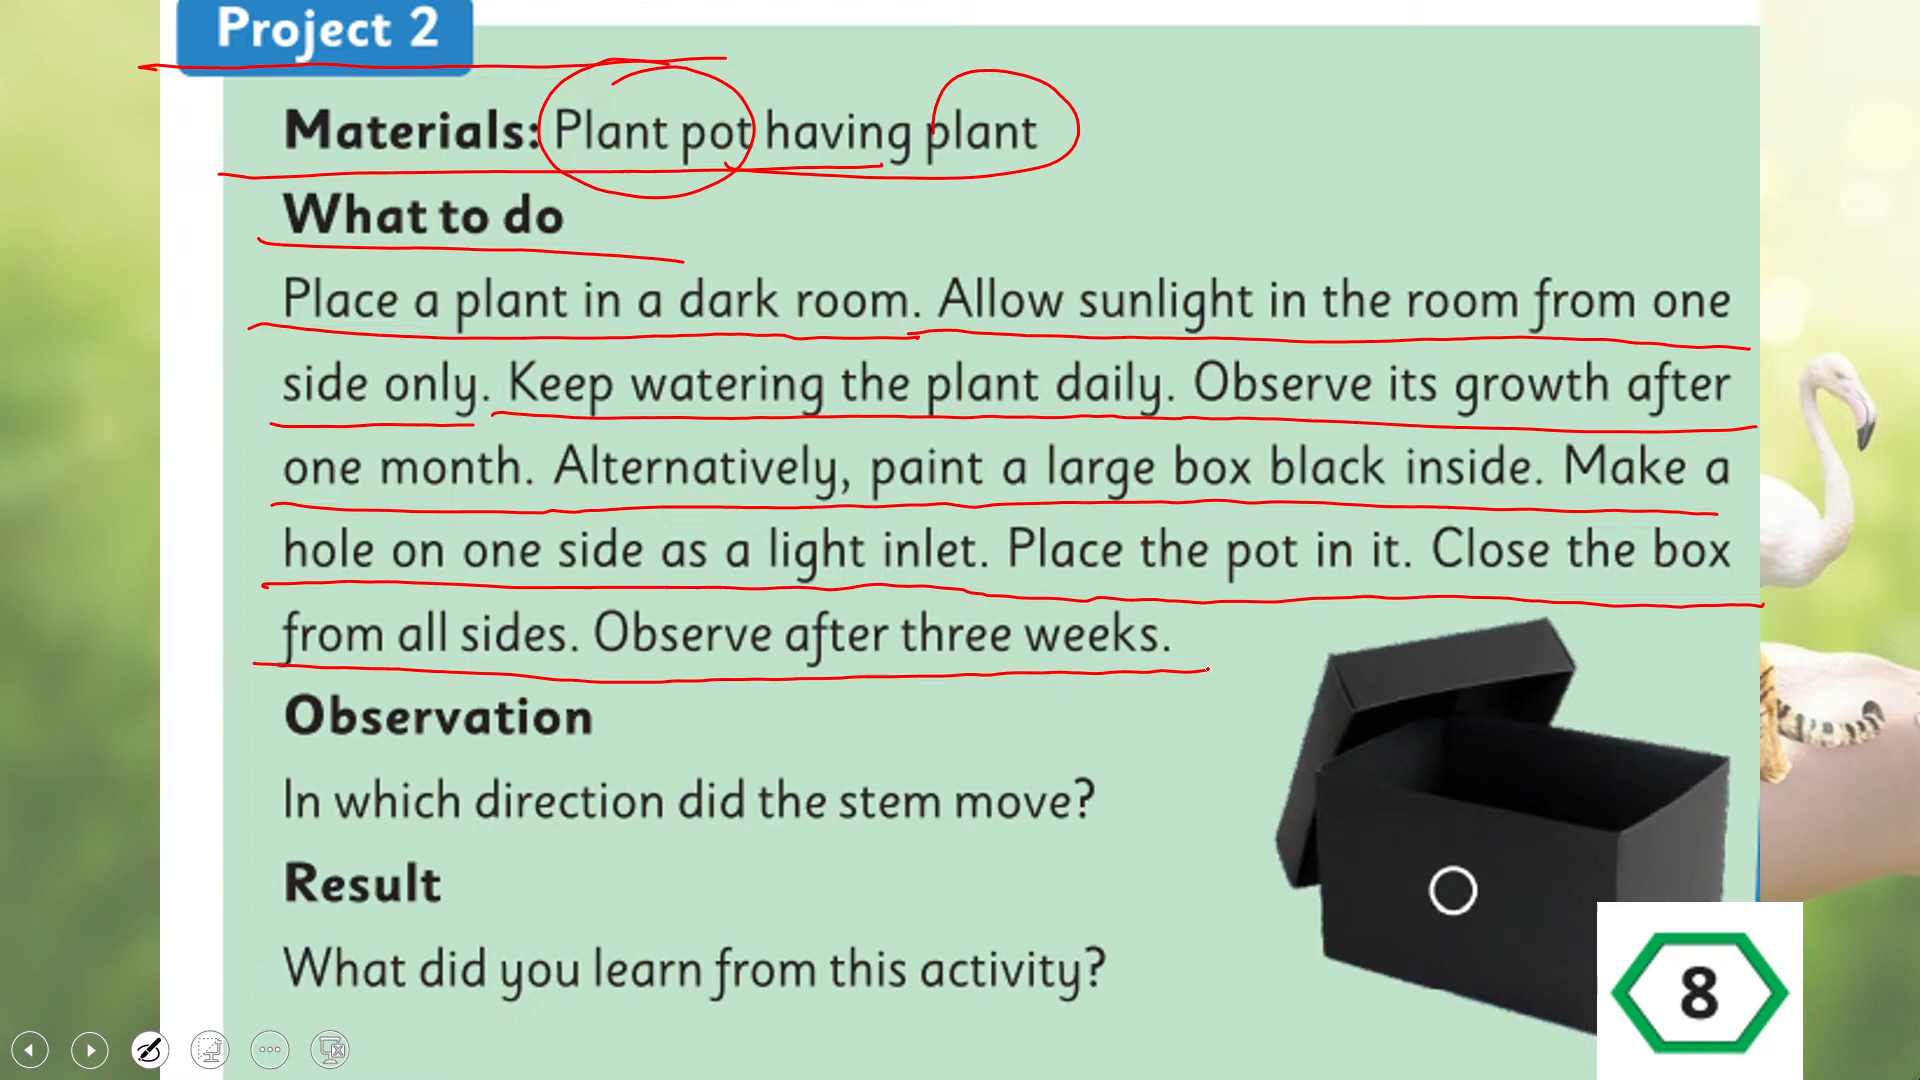 Project 2
Materials: Plant pot having plant
What to do
Place a plant in a dark room. Allow sunlight in the room from one
side only. Keep watering the plant daily. Observe its growth after
one month. Alternatively, paint a large box black inside. Make a
hole on one side as a light inlet. Place the pot in it. Close the box
from all sides. Observe after three weeks.
Observation
In which direction did the stem move?
Result
What did you learn from this activity?
8